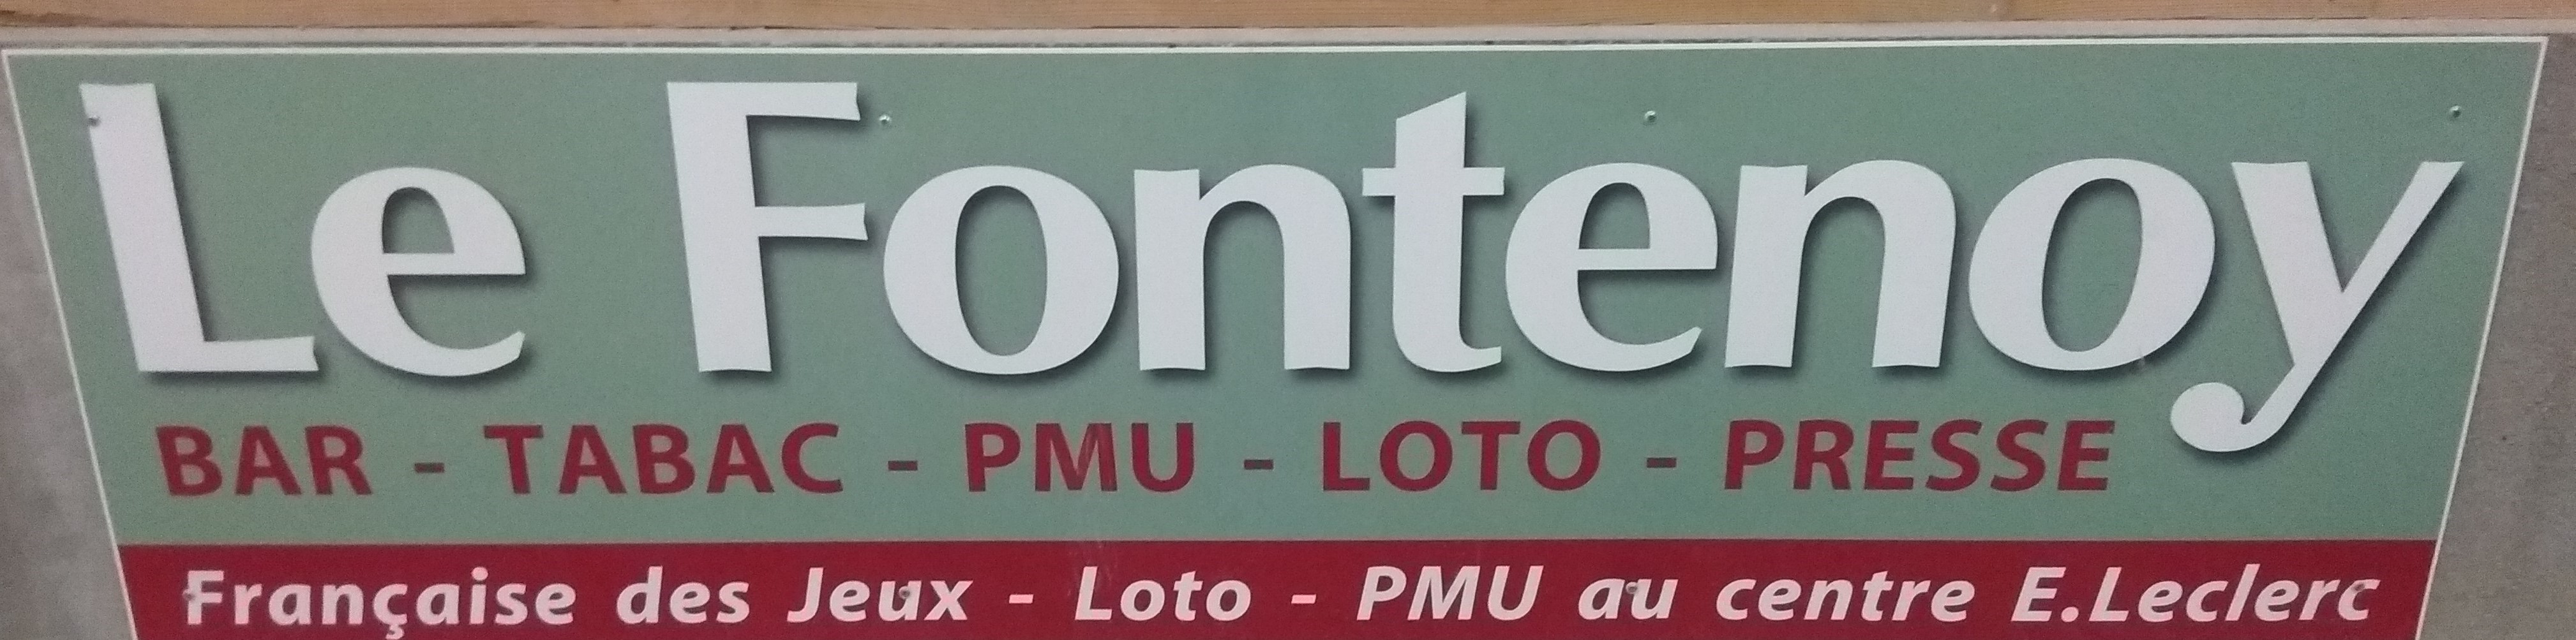 Le Fontenoy
BAR - TABAC - PMU - LOTO - PRESSE
Française des Jeux - Loto - PMU au centre E.Leclerc